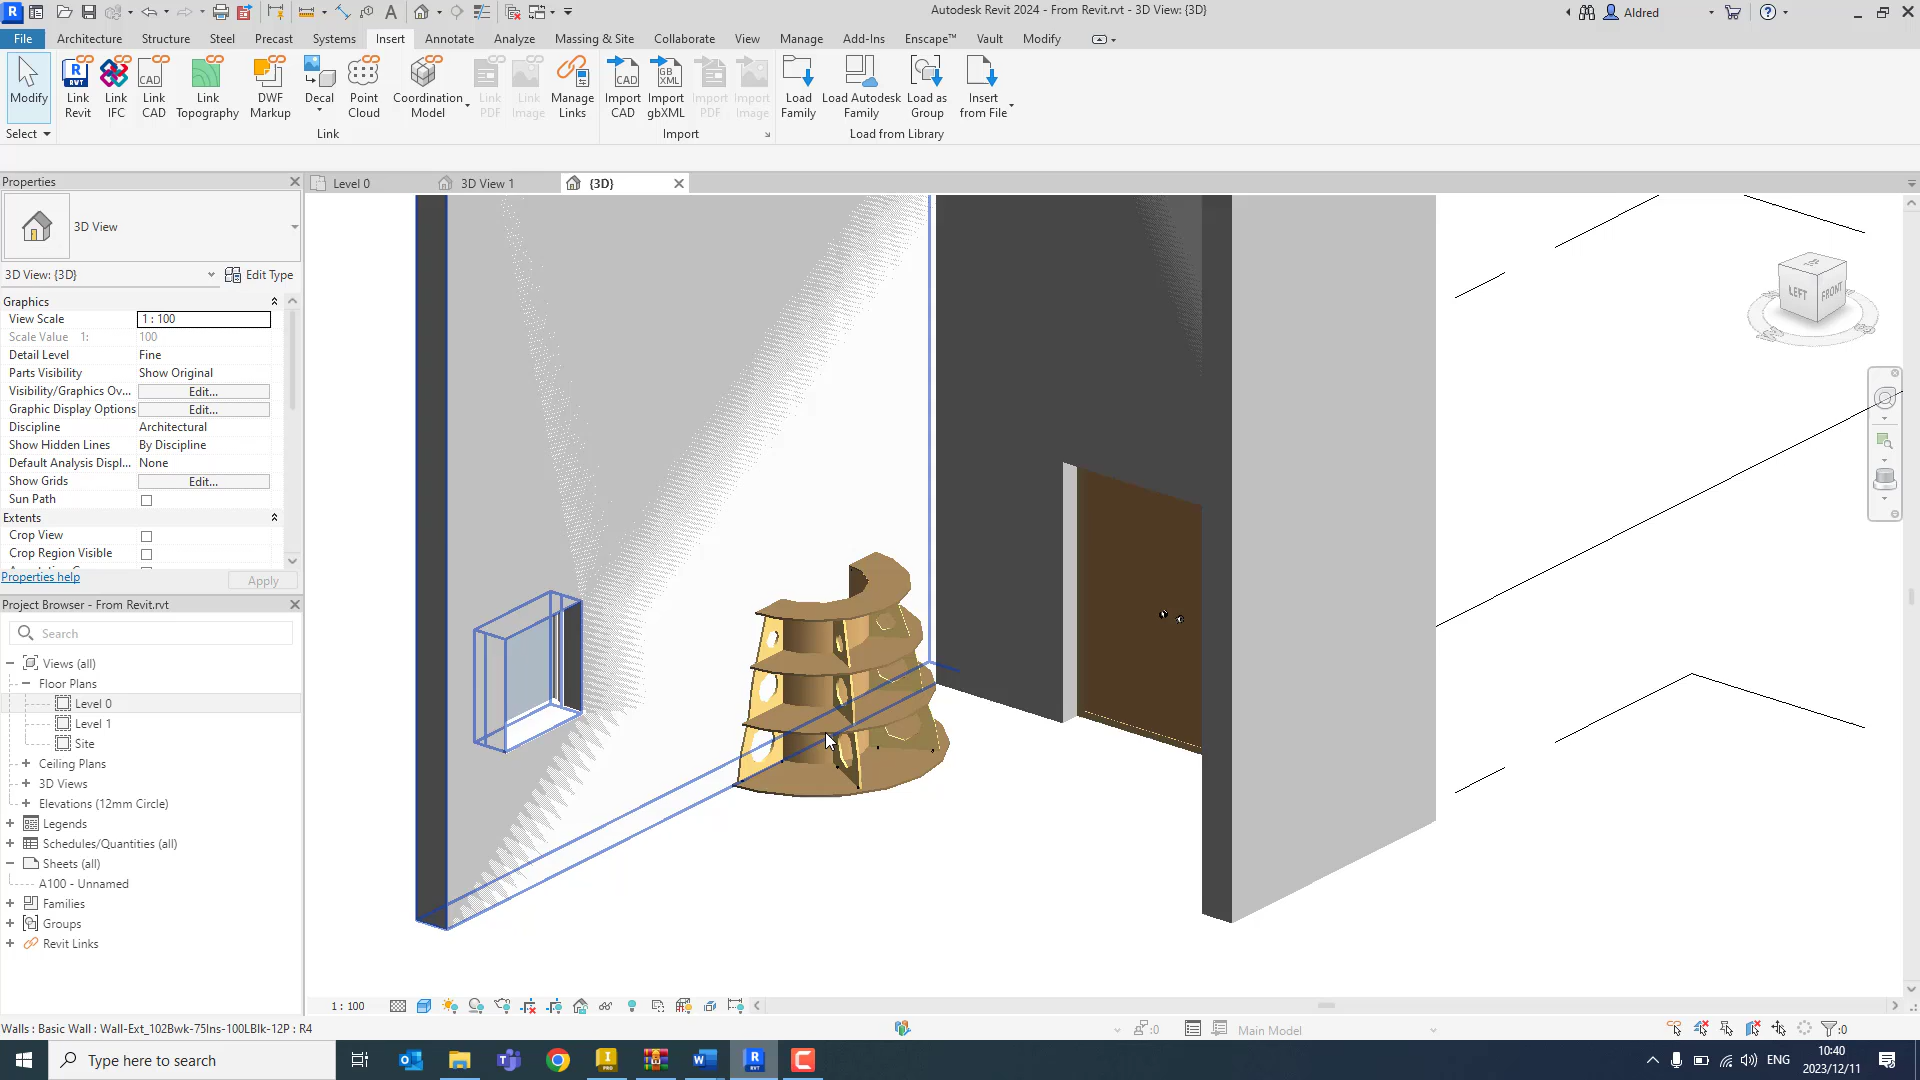 Autodesk Revit 2024 - From Revit.rvt - 3D View: {3D}
Aldred
File Architecture Structure Steel Precast Systems Insert Annotate Analyze Massing & Site Collaborate View Manage Add-Ins Enscape™ Vault Modify
Modify
Link Revit
Link IFC
Link CAD
Link Topography
DWF Markup
Decal
Point Cloud
Coordination Model
Link PDF
Link Image
Manage Links
Import CAD
Import gbXML
Import PDF
Import Image
Load Family
Load Autodesk Family
Load as Group
Insert from File
Select
Link
Import
Load from Library
Properties
Level 0
3D View 1
{3D}
3D View
3D View: {3D}
Edit Type
Graphics
View Scale 1 : 100
Scale Value 1: 100
Detail Level Fine
Parts Visibility Show Original
Visibility/Graphics Ov... Edit...
Graphic Display Options Edit...
Discipline Architectural
Show Hidden Lines By Discipline
Default Analysis Displ... None
Show Grids Edit...
Sun Path
Extents
Crop View
Crop Region Visible
Properties help
Apply
LEFT
FRONT
Project Browser - From Revit.rvt
Search
Views (all)
Floor Plans
Level 0
Level 1
Site
Ceiling Plans
3D Views
Elevations (12mm Circle)
Legends
Schedules/Quantities (all)
Sheets (all)
A100 - Unnamed
Families
Groups
Revit Links
1 : 100
Walls : Basic Wall : Wall-Ext_102Bwk-75Ins-100LBlk-12P : R4
:0
Main Model
:0
Type here to search
ENG
10:40
2023/12/11